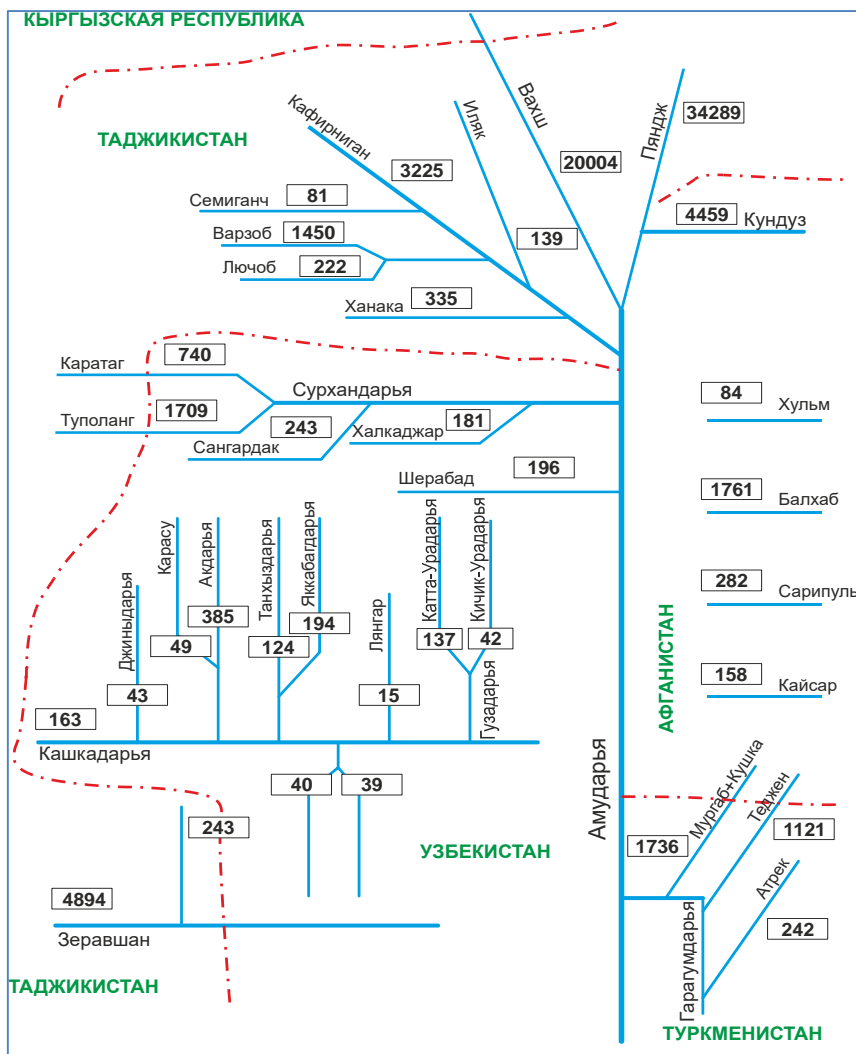 КЫРГЫЗСКАЯ РЕСПУБЛИКА
ТАДЖИКИСТАН
Кафирниган
Иляк
Вахш
Пяндж
34289
3225
20004
Семиганч
81
4459
Кундуз
Варзоб
1450
139
Лючоб
222
Ханака
335
Каратаг
740
Сурхандарья
84
Хульм
Туполанг
1709
243
Сангардак
181
Халкаджар
Шерабад
196
1761
Балхаб
Джиныдарья
Карасу
Акдарья
Танхыздарья
Яккабагдарья
Лянгар
Катта-Урадарья
Кичик-Урадарья
385
194
49
124
137
42
282
Сарипуль
43
15
Гузадарья
АФГАНИСТАН
158
Кайсар
163
Кашкадарья
40
39
Амударья
Мургаб+Кушка
Теджен
243
УЗБЕКИСТАН
1736
1121
4894
Зеравшан
Атрек
242
Гарагумдарья
ТАДЖИКИСТАН
ТУРКМЕНИСТАН